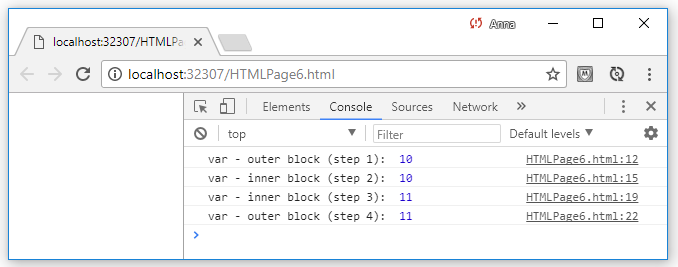 Anna
localhost:32307/HTMLPa
localhost:32307/HTMLPage6.html
Elements Console Sources Network »
top Filter Default levels
var - outer block (step 1): 10 HTMLPage6.html:12
var - inner block (step 2): 10 HTMLPage6.html:15
var - inner block (step 3): 11 HTMLPage6.html:19
var - outer block (step 4): 11 HTMLPage6.html:22